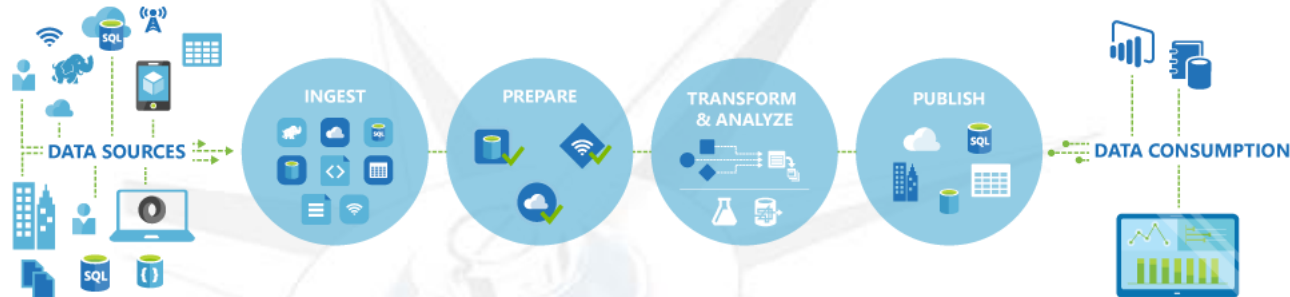 SQL
DATA SOURCES
SQL
{}
INGEST
SQL
<>
PREPARE
TRANSFORM
& ANALYZE
PUBLISH
SQL
DATA CONSUMPTION